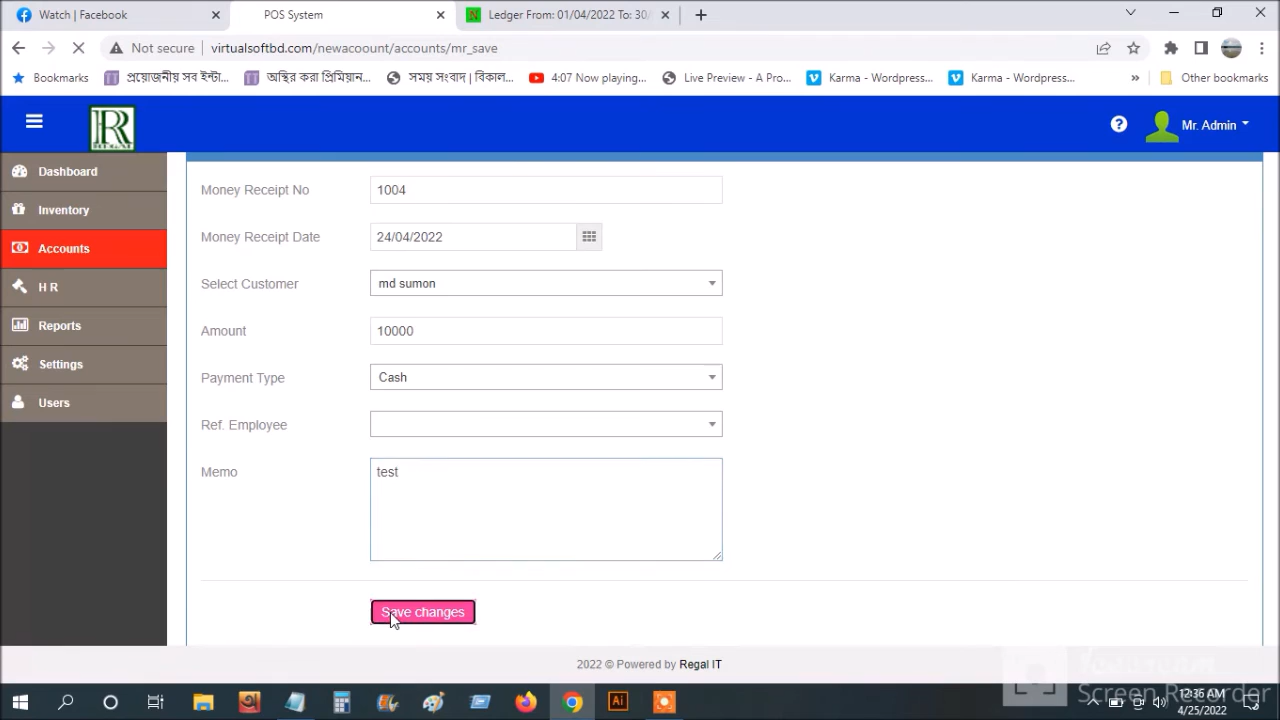 Watch | Facebook
POS System
Ledger From: 01/04/2022 To: 30/
Not secure
virtualsoftbd.com/newacoount/accounts/mr_save
Bookmarks
প্রয়োজনীয় সব ইন্টা...
অস্থির করা প্রিমিয়ান...
সময় সংবাদ | বিকাল...
4:07 Now playing...
Live Preview - A Pro...
Karma - Wordpress...
Karma - Wordpress...
»
Other bookmarks
R
REGAL
Mr. Admin
Dashboard
Inventory
Accounts
H R
Reports
Settings
Users
Money Receipt No
1004
Money Receipt Date
24/04/2022
Select Customer
md sumon
Amount
10000
Payment Type
Cash
Ref. Employee
Memo
test
Save changes
2022 © Powered by Regal IT
Screen Recorder
12:36 AM
4/25/2022